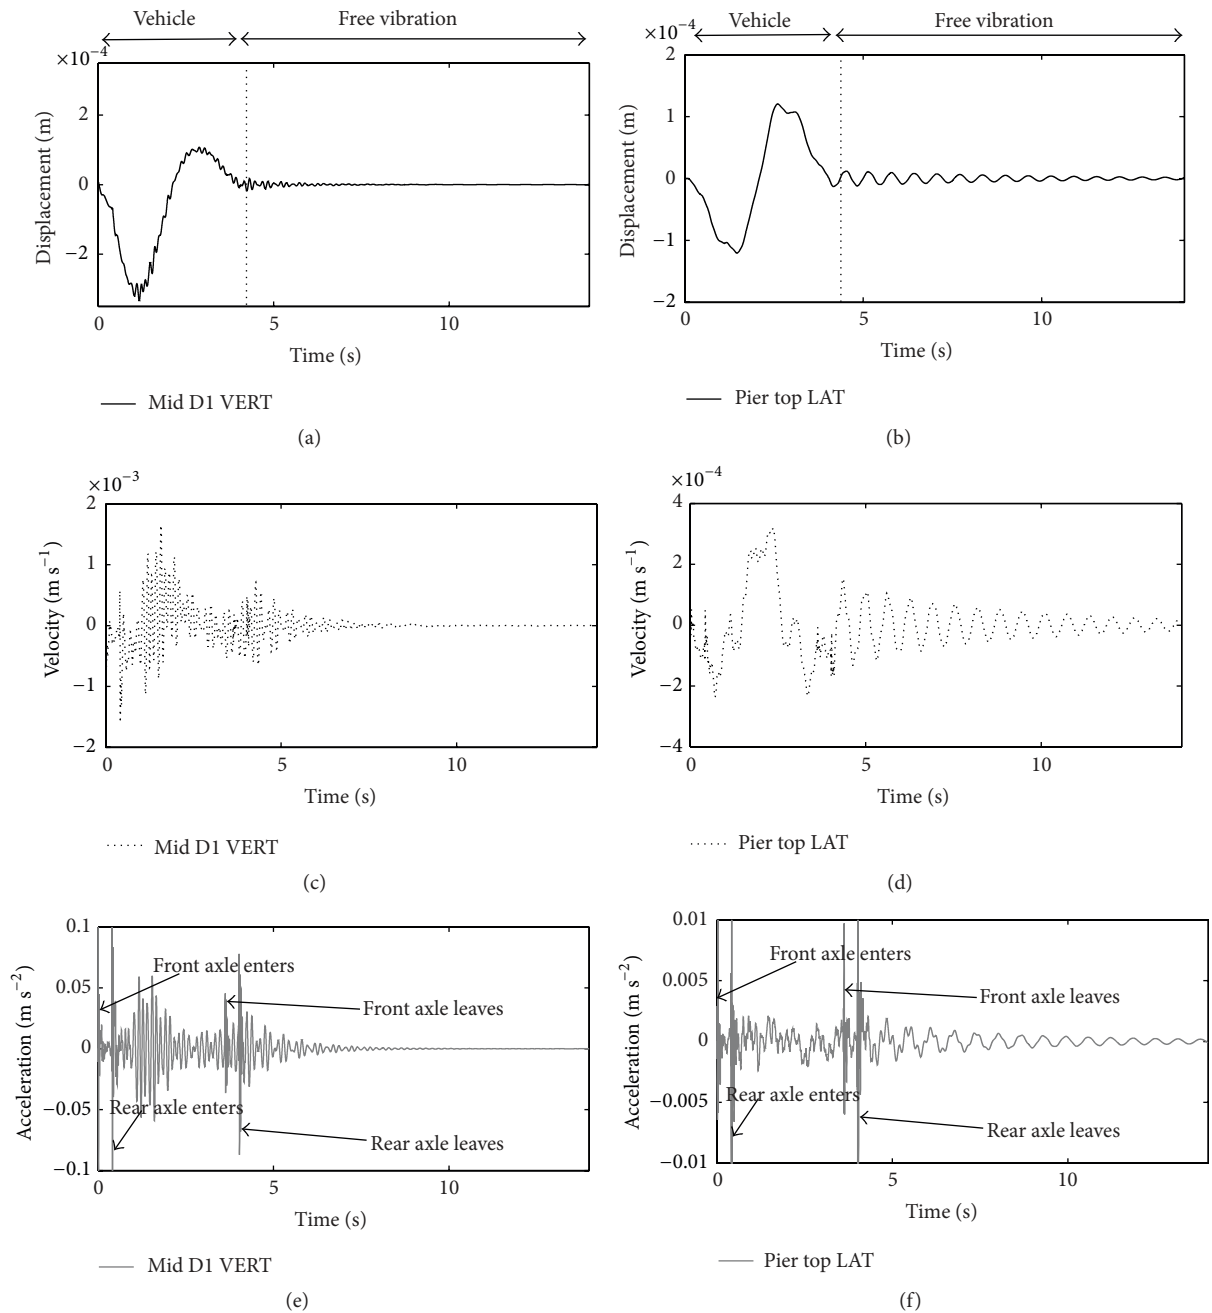 Vehicle
Free vibration
×10⁻⁴
2
0
−2
Displacement (m)
0
5
10
Time (s)
Mid D1 VERT
(a)
Vehicle
Free vibration
×10⁻⁴
2
1
0
−1
−2
Displacement (m)
0
5
10
Time (s)
Pier top LAT
(b)
×10⁻³
2
1
0
−1
−2
Velocity (m s⁻¹)
0
5
10
Time (s)
Mid D1 VERT
(c)
×10⁻⁴
4
2
0
−2
−4
Velocity (m s⁻¹)
0
5
10
Time (s)
Pier top LAT
(d)
0.1
0.05
0
−0.05
−0.1
Acceleration (m s⁻²)
Front axle enters
Front axle leaves
Rear axle enters
Rear axle leaves
0
5
10
Time (s)
Mid D1 VERT
(e)
0.01
0.005
0
−0.005
−0.01
Acceleration (m s⁻²)
Front axle enters
Front axle leaves
Rear axle enters
Rear axle leaves
0
5
10
Time (s)
Pier top LAT
(f)